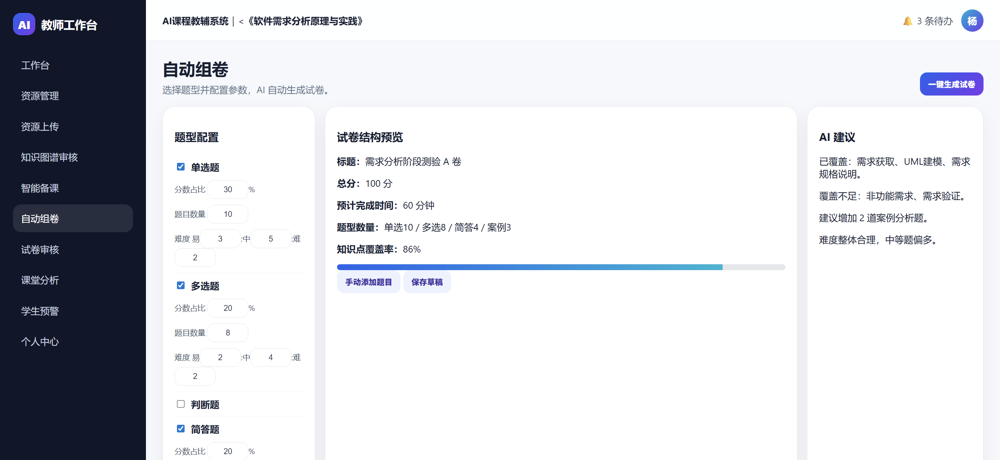 AI 教师工作台
工作台
资源管理
资源上传
知识图谱审核
智能备课
自动组卷
试卷审核
课堂分析
学生预警
个人中心
AI课程教辅系统 | <《软件需求分析原理与实践》
3 条待办
杨
自动组卷
选择题型并配置参数，AI 自动生成试卷。
一键生成试卷
题型配置
单选题
分数占比 30 %
题目数量 10
难度 易 3 :中 5 :难
2
多选题
分数占比 20 %
题目数量 8
难度 易 2 :中 4 :难
2
判断题
简答题
分数占比 20 %
试卷结构预览
标题：需求分析阶段测验 A 卷
总分：100 分
预计完成时间：60 分钟
题型数量：单选10 / 多选8 / 简答4 / 案例3
知识点覆盖率：86%
手动添加题目 保存草稿
AI 建议
已覆盖：需求获取、UML建模、需求
规格说明。
覆盖不足：非功能需求、需求验证。
建议增加 2 道案例分析题。
难度整体合理，中等题偏多。